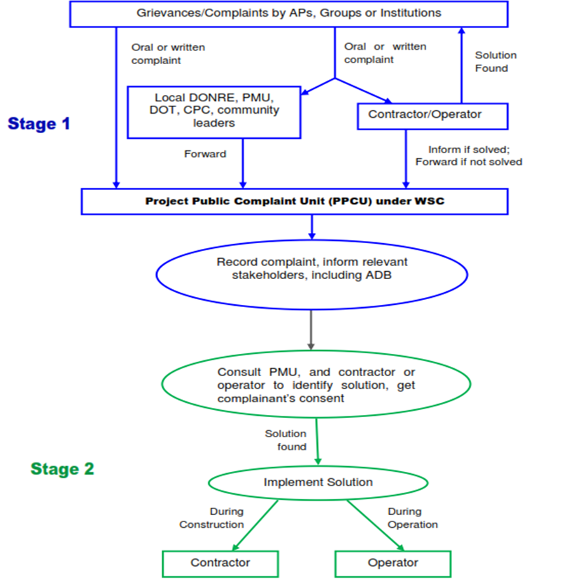 Grievances/Complaints by APs, Groups or Institutions
Oral or written
complaint
Oral or written
complaint
Solution
Found
Stage 1
Local DONRE, PMU,
DOT, CPC, community
leaders
Contractor/Operator
Forward
Inform if solved;
Forward if not solved
Project Public Complaint Unit (PPCU) under WSC
Record complaint, inform relevant
stakeholders, including ADB
Consult PMU, and contractor or
operator to identify solution, get
complainant's consent
Solution
found
Stage 2
Implement Solution
During
Construction
During
Operation
Contractor
Operator